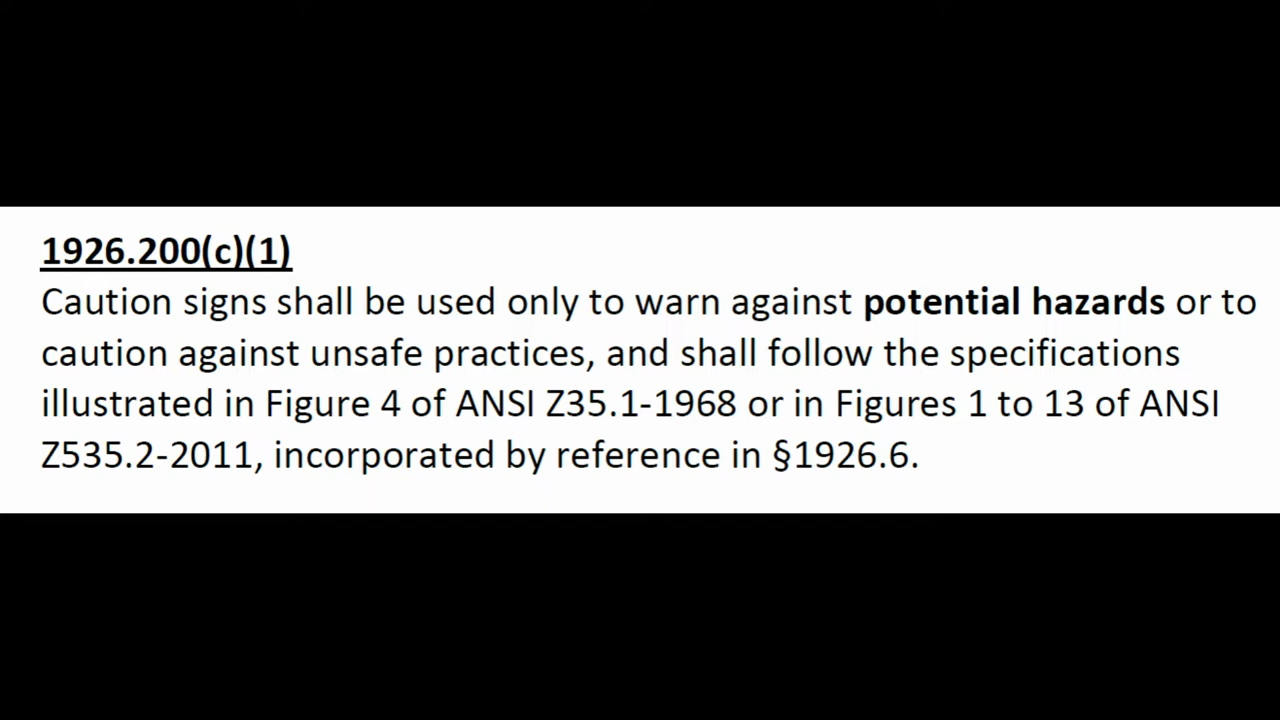 1926.200(c)(1)
Caution signs shall be used only to warn against potential hazards or to
caution against unsafe practices, and shall follow the specifications
illustrated in Figure 4 of ANSI Z35.1-1968 or in Figures 1 to 13 of ANSI
Z535.2-2011, incorporated by reference in §1926.6.